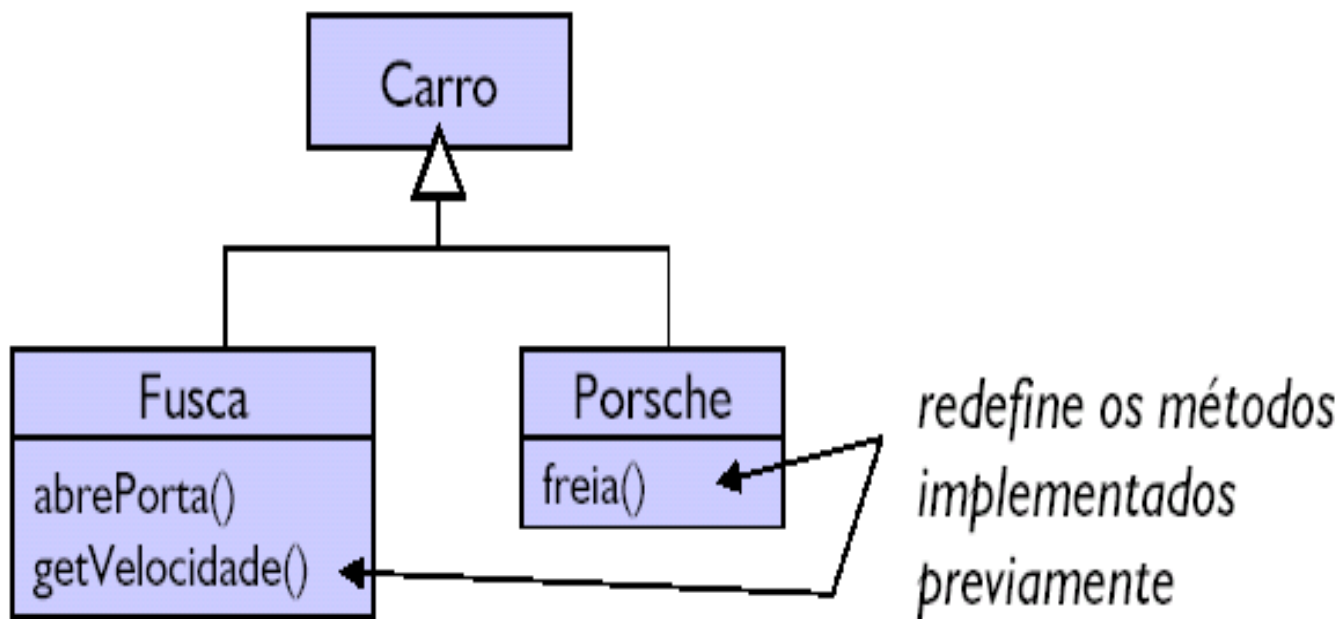 Carro
Fusca
abrePorta()
getVelocidade()
Porsche
freia()
redefine os métodos
implementados
previamente